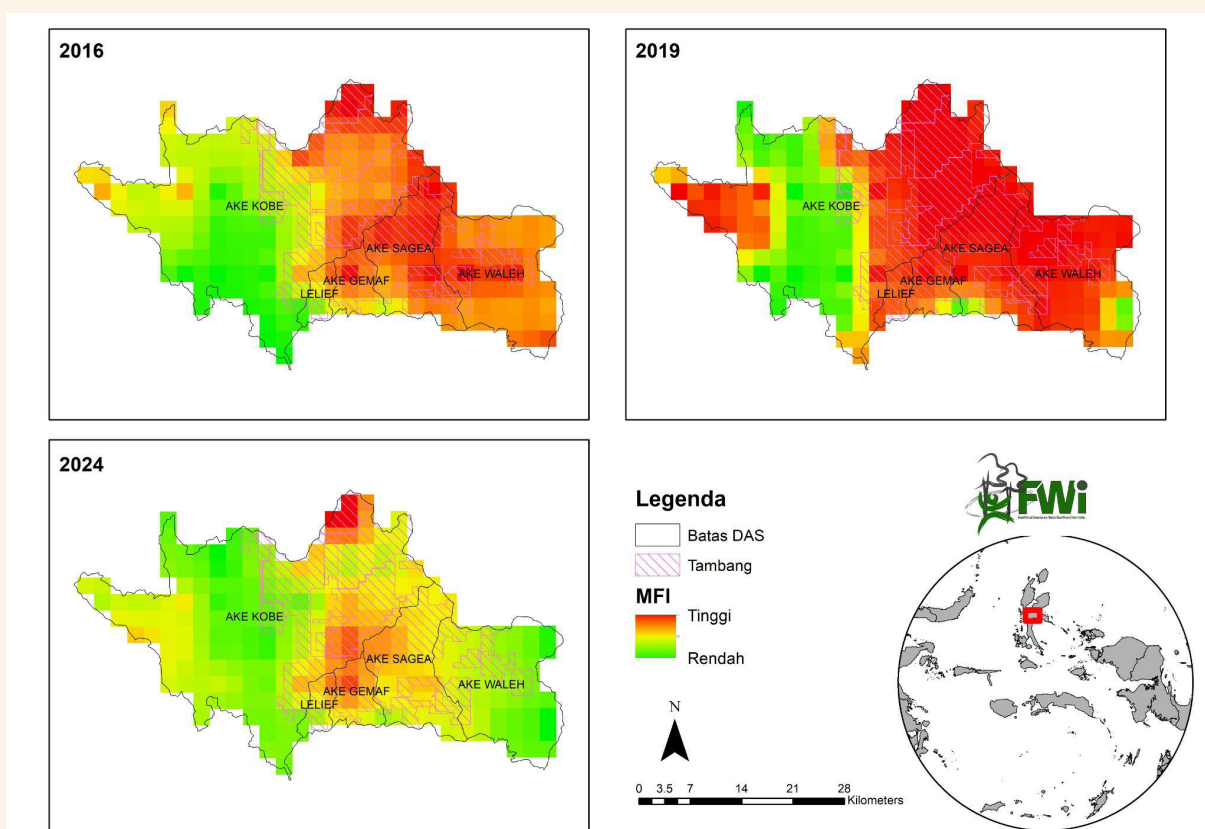 2016
AKE KOBE
AKE SAGEA
AKE GEMAF
AKE WALEH
LELIEF
2019
AKE KOBE
AKE SAGEA
AKE GEMAF
AKE WALEH
LELIEF
2024
AKE KOBE
AKE SAGEA
AKE GEMAF
AKE WALEH
LELIEF
Legenda
Batas DAS
Tambang
MFI
Tinggi
Rendah
N
0 3.5 7 14 21 28
Kilometers
FWi